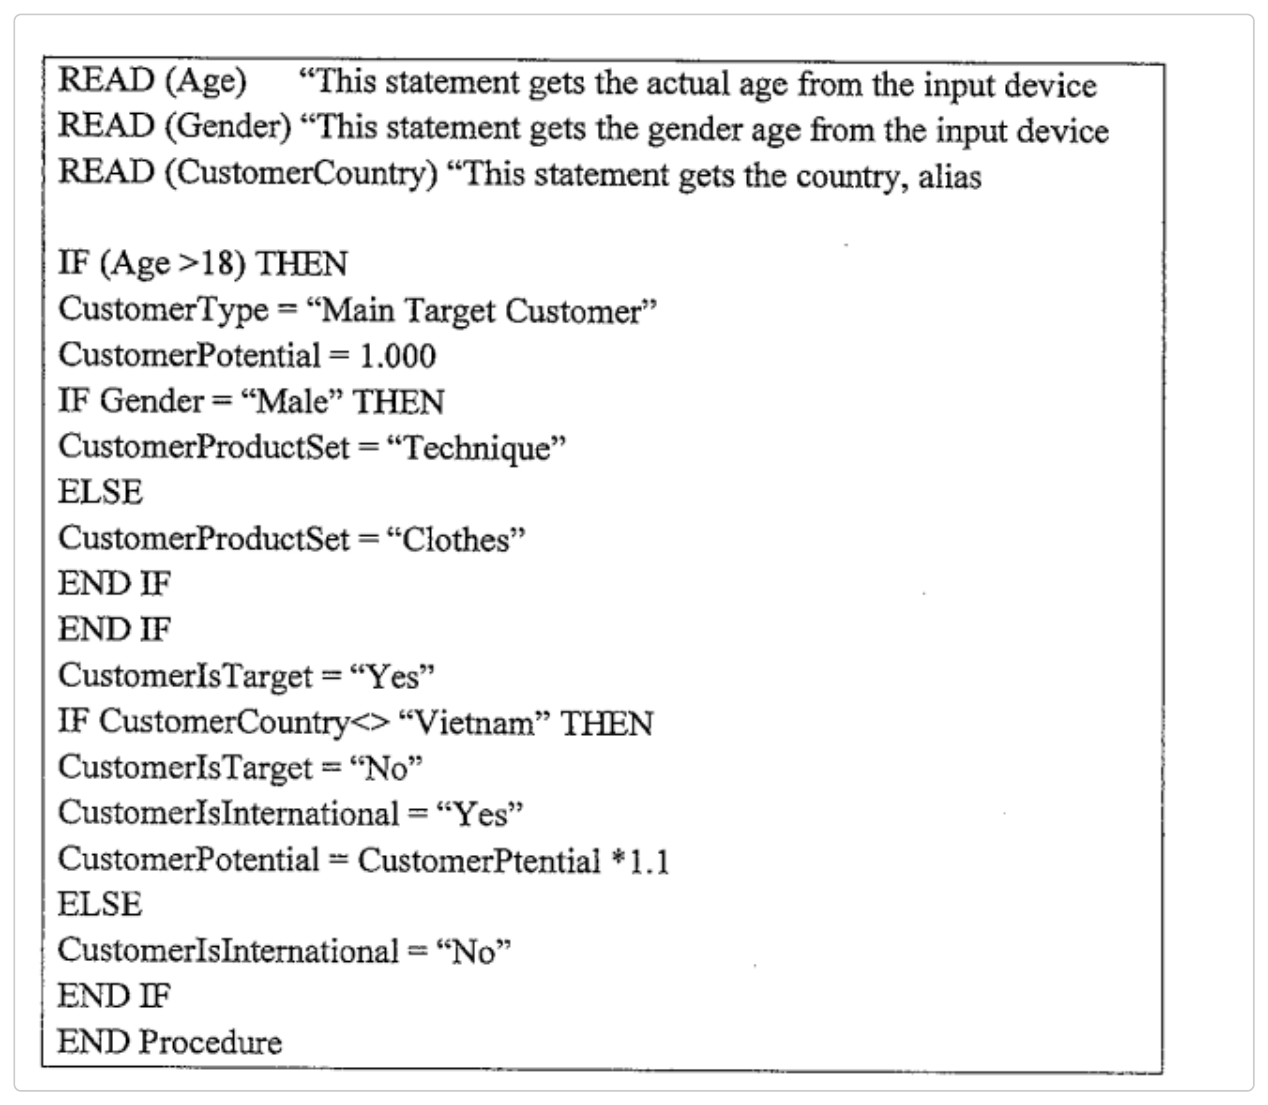 READ (Age) “This statement gets the actual age from the input device
READ (Gender) “This statement gets the gender age from the input device
READ (CustomerCountry) “This statement gets the country, alias
IF (Age >18) THEN
CustomerType = “Main Target Customer”
CustomerPotential = 1.000
IF Gender = “Male” THEN
CustomerProductSet = “Technique”
ELSE
CustomerProductSet = “Clothes”
END IF
END IF
CustomerIsTarget = “Yes”
IF CustomerCountry<> “Vietnam” THEN
CustomerIsTarget = “No”
CustomerIsInternational = “Yes”
CustomerPotential = CustomerPtential *1.1
ELSE
CustomerIsInternational = “No”
END IF
END Procedure